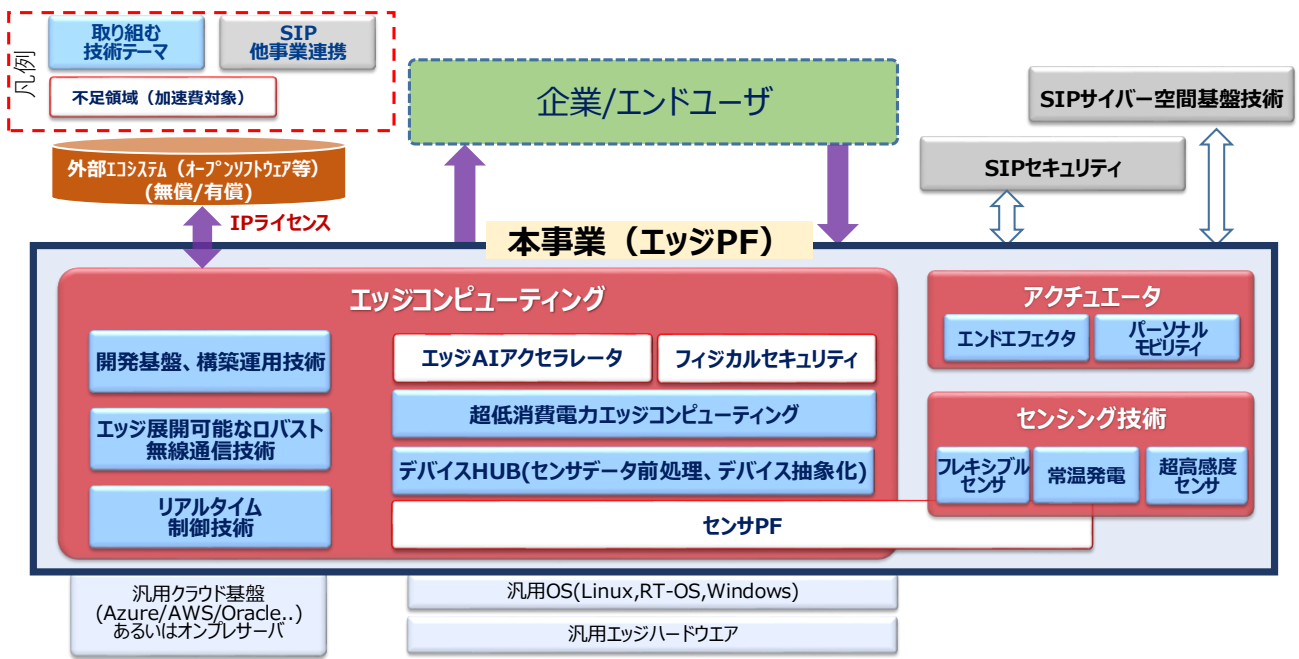 凡例
取り組む
技術テーマ
SIP
他事業連携
不足領域（加速費対象）
企業/エンドユーザ
SIPサイバー空間基盤技術
外部エコシステム（オープンソフトウェア等）
(無償/有償)
SIPセキュリティ
IPライセンス
本事業（エッジPF）
エッジコンピューティング
開発基盤、構築運用技術
エッジ展開可能なロバスト
無線通信技術
リアルタイム
制御技術
エッジAIアクセラレータ
フィジカルセキュリティ
超低消費電力エッジコンピューティング
デバイスHUB(センサデータ前処理、デバイス抽象化)
センサPF
アクチュエータ
エンドエフェクタ
パーソナル
モビリティ
センシング技術
フレキシブル
センサ
常温発電
超高感度
センサ
汎用クラウド基盤
(Azure/AWS/Oracle..)
あるいはオンプレサーバ
汎用OS(Linux,RT-OS,Windows)
汎用エッジハードウエア